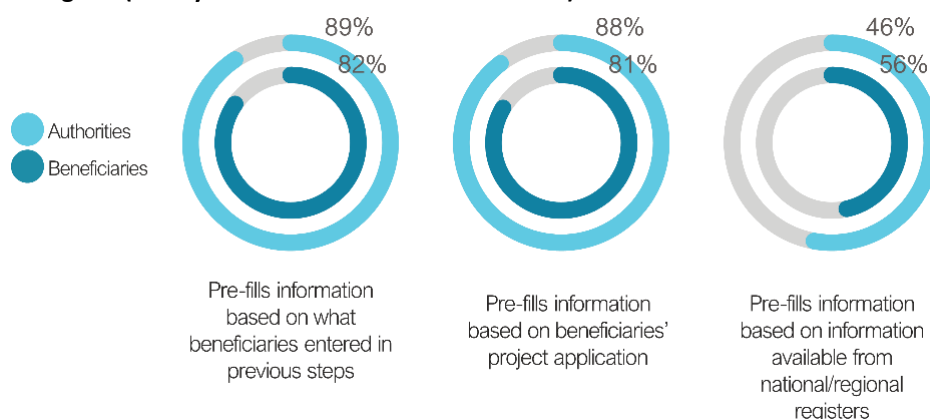 89%
82%
88%
81%
46%
56%
Authorities
Beneficiaries
Pre-fills information
based on what
beneficiaries entered in
previous steps
Pre-fills information
based on beneficiaries’
project application
Pre-fills information
based on information
available from
national/regional
registers